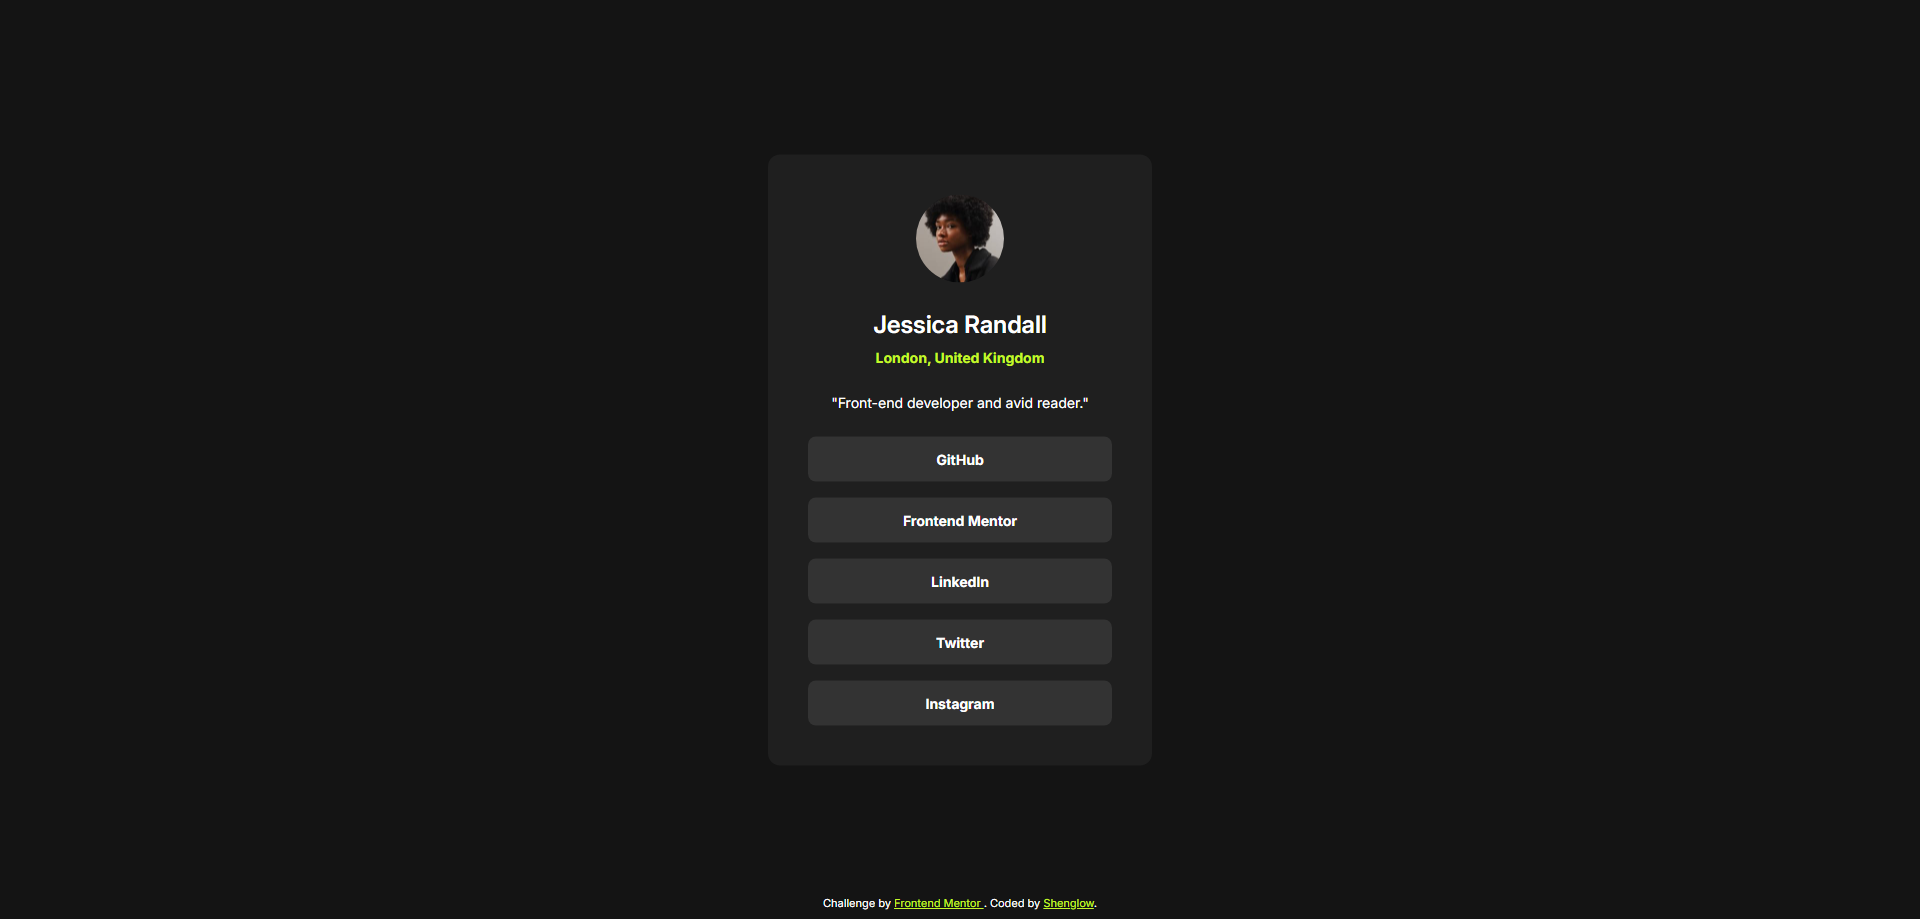 Jessica Randall
London, United Kingdom
"Front-end developer and avid reader."
GitHub
Frontend Mentor
LinkedIn
Twitter
Instagram
Challenge by Frontend Mentor . Coded by Shenglow.